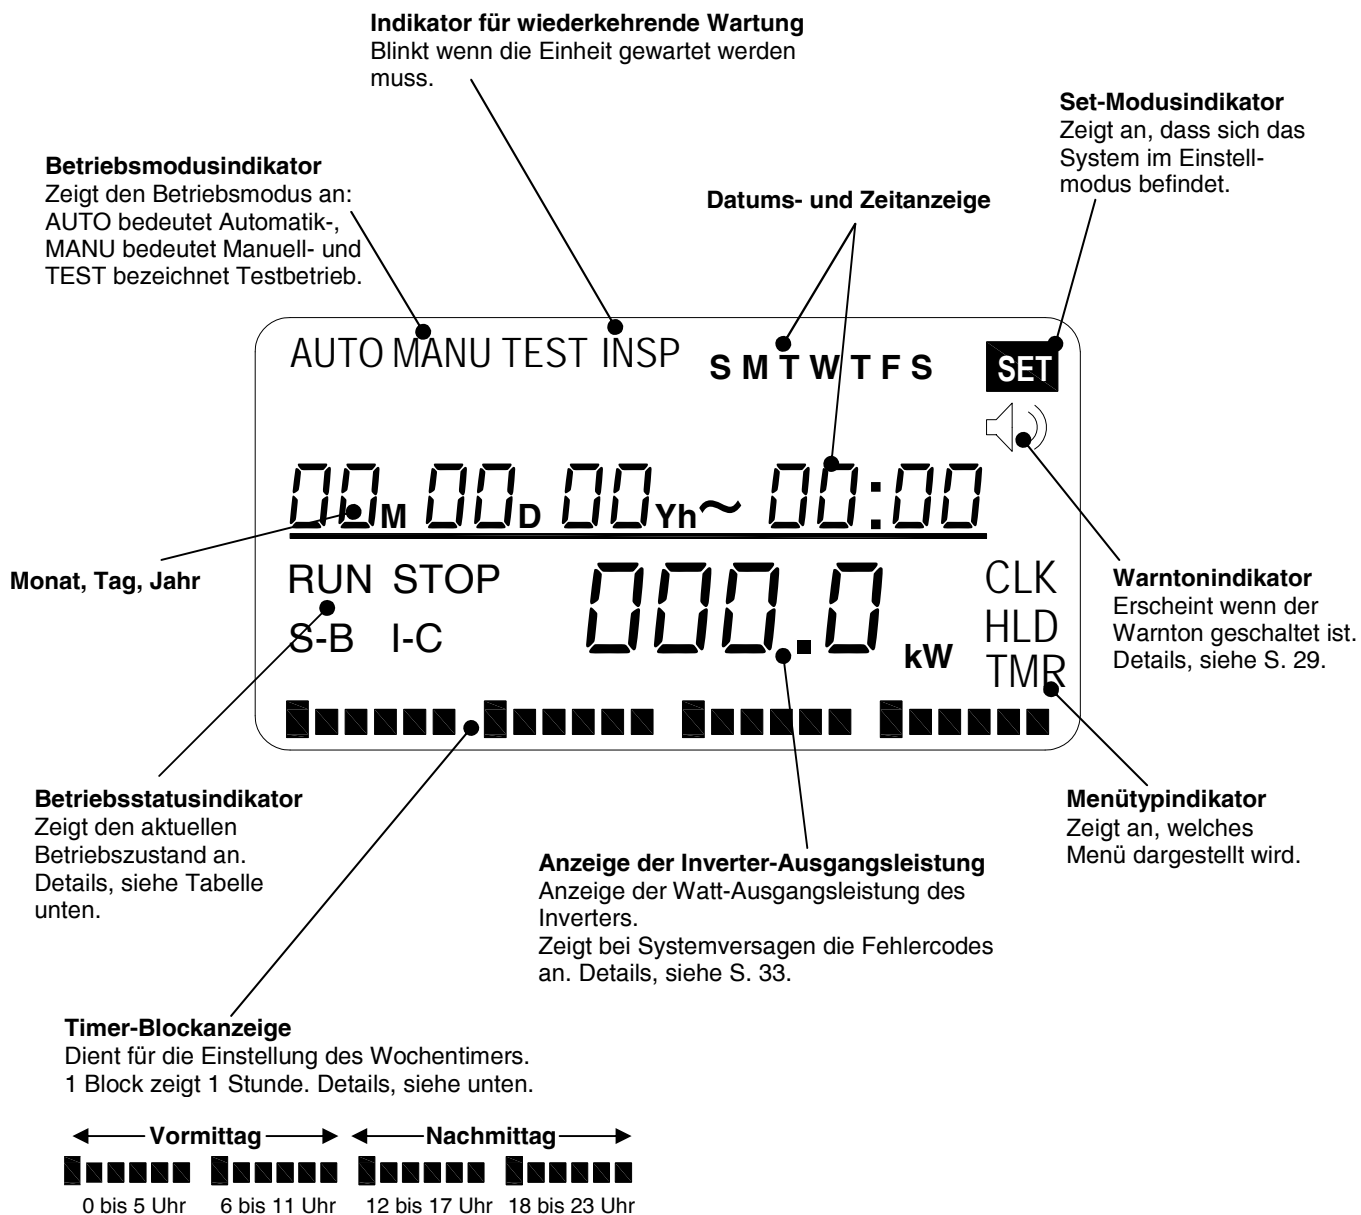 Indikator für wiederkehrende Wartung
Blinkt wenn die Einheit gewartet werden
muss.
Set-Modusindikator
Zeigt an, dass sich das
System im Einstell-
modus befindet.
Betriebsmodusindikator
Zeigt den Betriebsmodus an:
AUTO bedeutet Automatik-,
MANU bedeutet Manuell- und
TEST bezeichnet Testbetrieb.
Datums- und Zeitanzeige
AUTO MANU TEST INSP
S M T W T F S
SET
00M 00D 00Yh~ 00:00
Monat, Tag, Jahr
RUN STOP
S-B I-C
000.0 kW
CLK
HLD
TMR
Warntonindikator
Erscheint wenn der
Warnton geschaltet ist.
Details, siehe S. 29.
Betriebsstatusindikator
Zeigt den aktuellen
Betriebszustand an.
Details, siehe Tabelle
unten.
Anzeige der Inverter-Ausgangsleistung
Anzeige der Watt-Ausgangsleistung des
Inverters.
Zeigt bei Systemversagen die Fehlercodes
an. Details, siehe S. 33.
Menütypindikator
Zeigt an, welches
Menü dargestellt wird.
Timer-Blockanzeige
Dient für die Einstellung des Wochentimers.
1 Block zeigt 1 Stunde. Details, siehe unten.
Vormittag Nachmittag
0 bis 5 Uhr 6 bis 11 Uhr 12 bis 17 Uhr 18 bis 23 Uhr